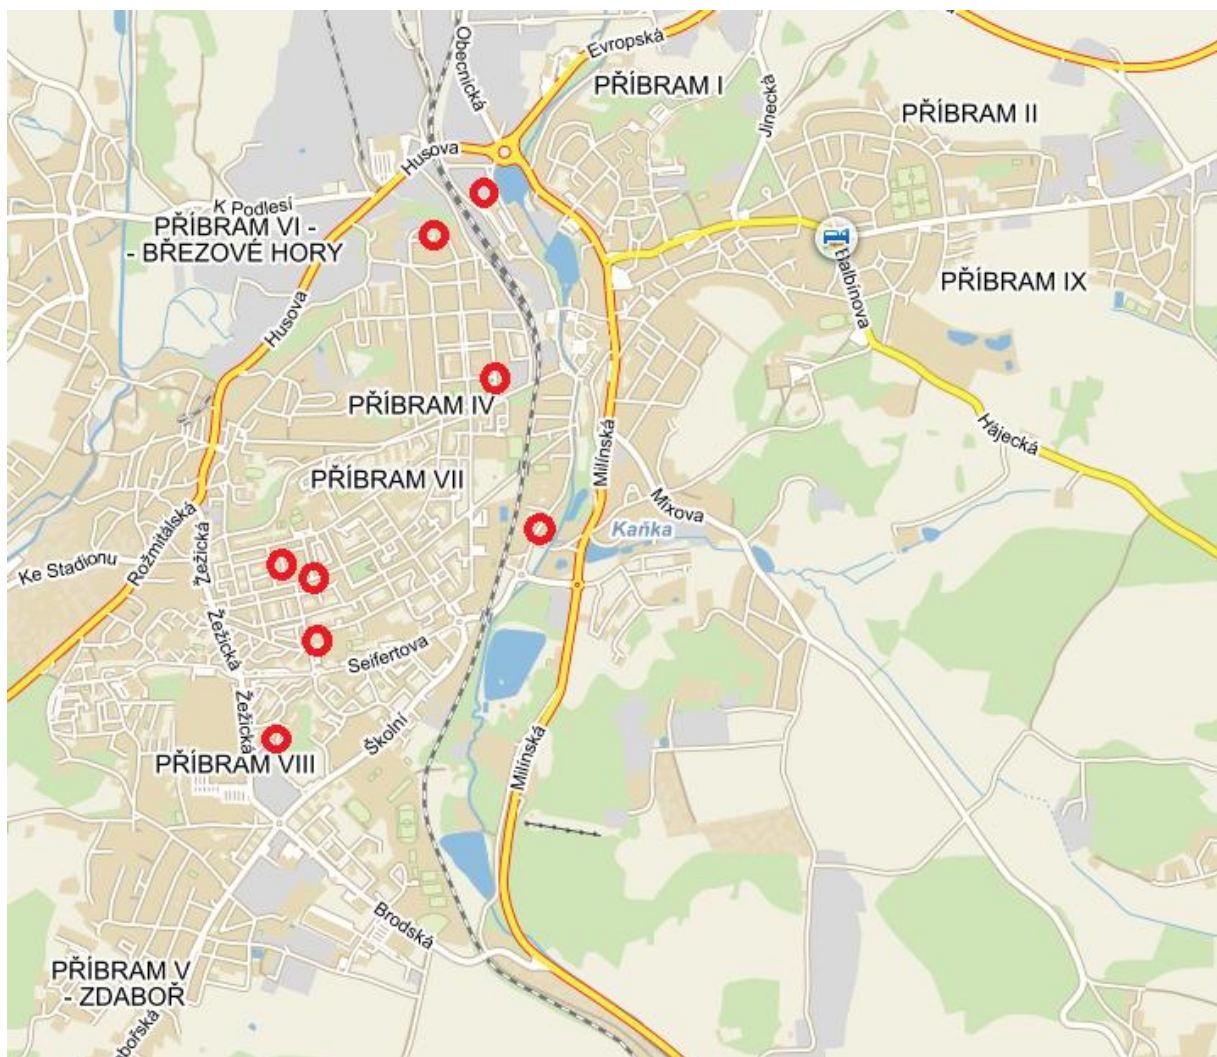 Obecnická
Evropská
PŘÍBRAM I
Jinecká
PŘÍBRAM II
Husova
K Podlesí
PŘÍBRAM VI -
- BŘEZOVÉ HORY
Balbínova
PŘÍBRAM IX
Husova
PŘÍBRAM IV
Hájecká
Milínská
PŘÍBRAM VII
Mixova
Kaňka
Rožmitálská
Žežická
Ke Stadionu
Žežická
Seifertova
Žežická
Školní
Milínská
PŘÍBRAM VIII
Brodská
PŘÍBRAM V
- ZDABOŘ